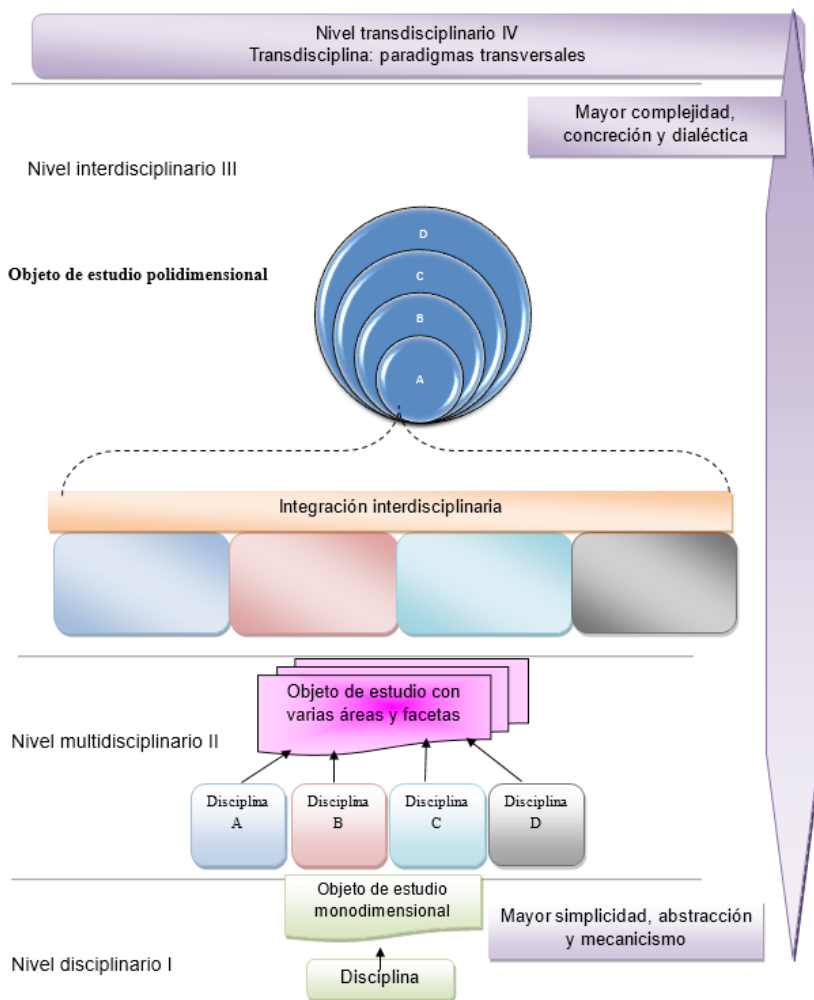 Nivel transdisciplinario IV
Transdisciplina: paradigmas transversales
Mayor complejidad,
concreción y dialéctica
Nivel interdisciplinario III
D
Objeto de estudio polidimensional
C
B
A
Integración interdisciplinaria
Objeto de estudio con
varias áreas y facetas
Nivel multidisciplinario II
Disciplina
A
Disciplina
B
Disciplina
C
Disciplina
D
Objeto de estudio
monodimensional
Mayor simplicidad, abstracción
y mecanicismo
Nivel disciplinario I
Disciplina